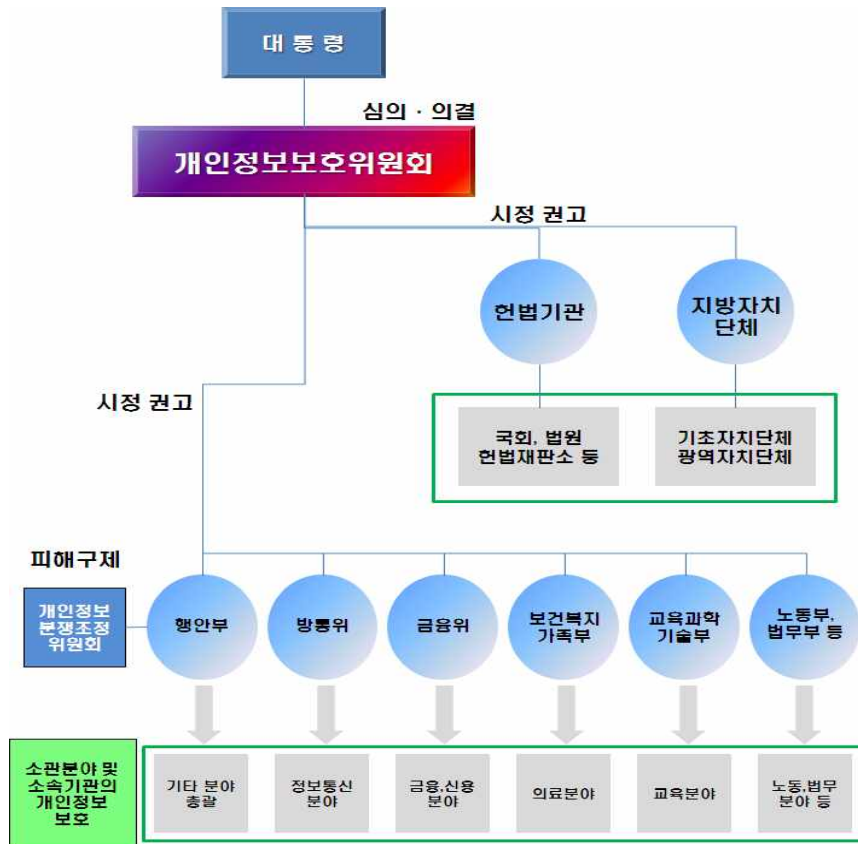 대 통 령
심의 · 의결
개인정보보호위원회
시정 권고
헌법기관
지방자치
단체
시정 권고
국회, 법원
헌법재판소 등
기초자치단체
광역자치단체
피해구제
개인정보
분쟁조정
위원회
행안부
방통위
금융위
보건복지
가족부
교육과학
기술부
노동부,
법무부 등
소관분야 및
소속기관의
개인정보
보호
기타 분야
총괄
정보통신
분야
금융,신용
분야
의료분야
교육분야
노동,법무
분야 등